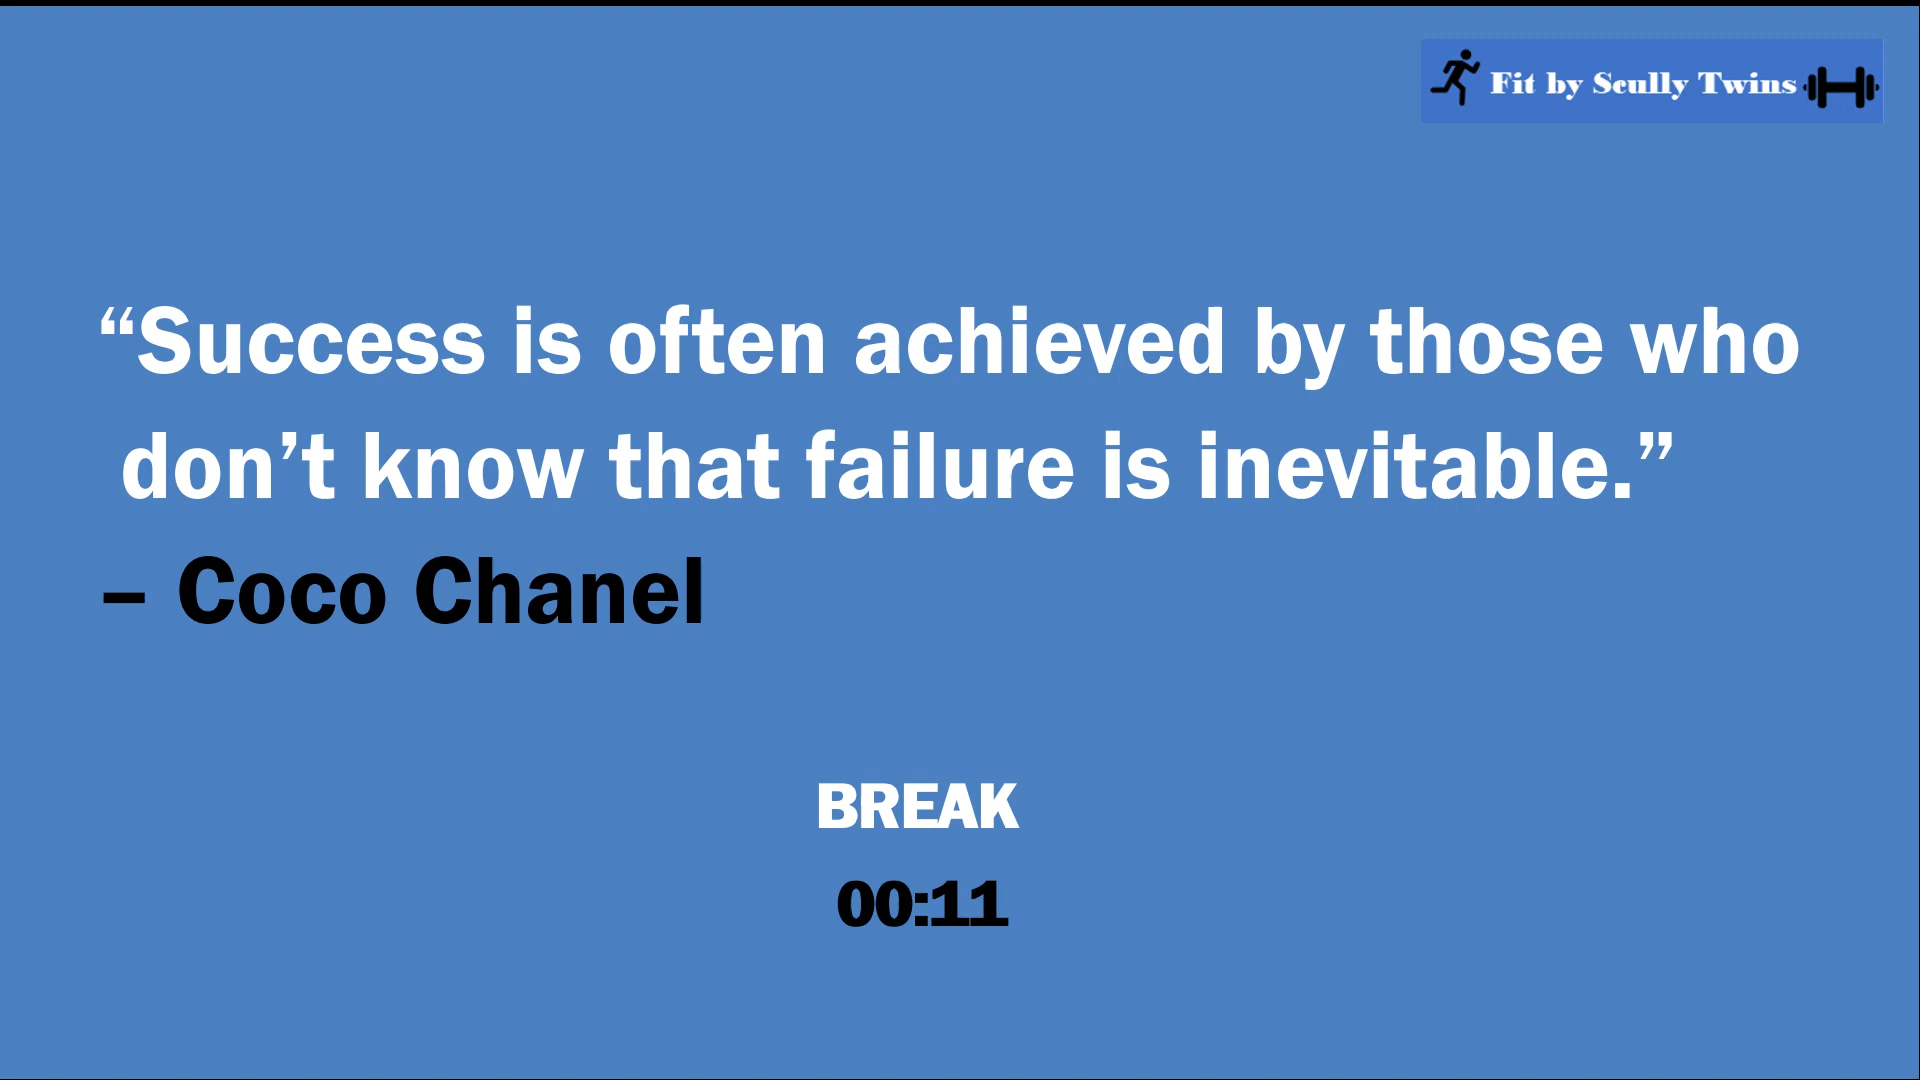 Fit by Scully Twins
“Success is often achieved by those who
don’t know that failure is inevitable.”
– Coco Chanel
BREAK
00:11